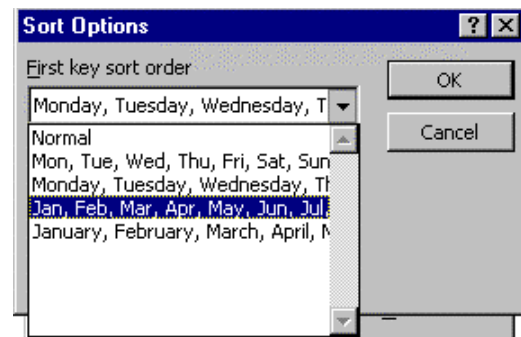 Sort Options
First key sort order
OK
Monday, Tuesday, Wednesday, T
Cancel
Normal
Mon, Tue, Wed, Thu, Fri, Sat, Sun
Monday, Tuesday, Wednesday, Th
Jan, Feb, Mar, Apr, May, Jun, Jul
January, February, March, April, M